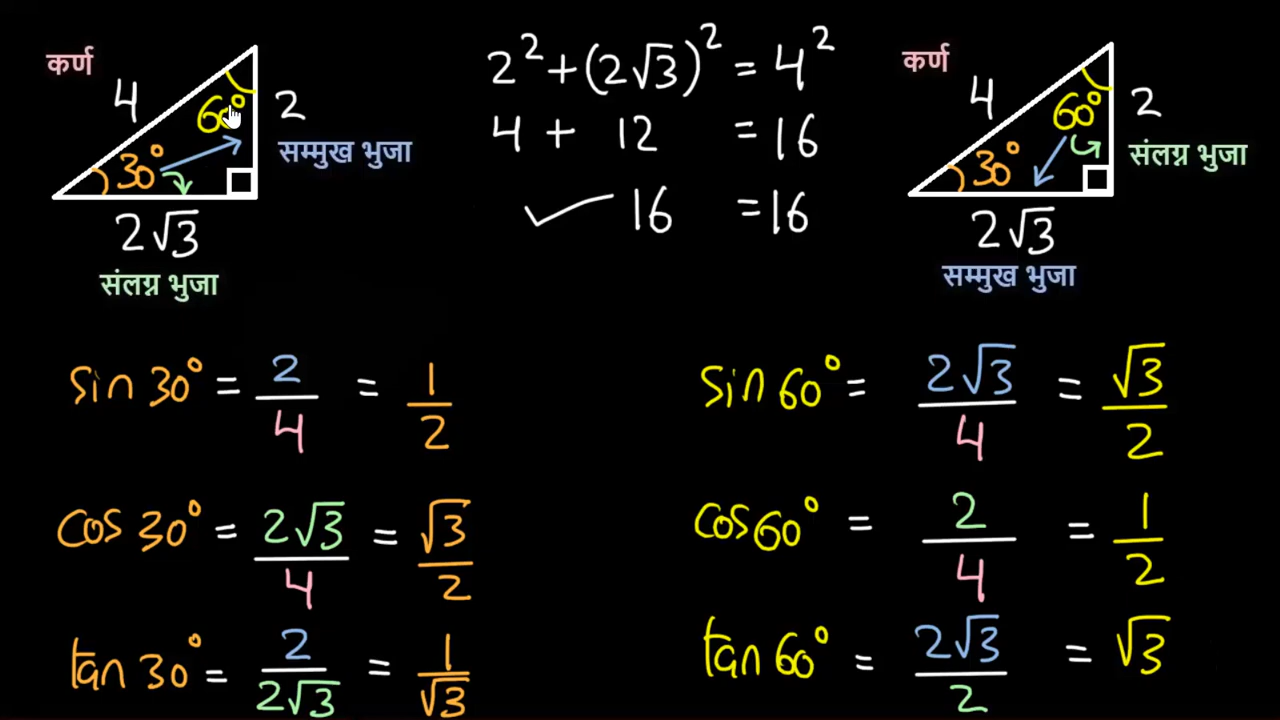 कर्ण
4
60°
2
सम्मुख भुजा
30°
2√3
संलग्न भुजा
2² + (2√3)² = 4²
4 + 12 = 16
✓ 16 = 16
कर्ण
4
60°
2
संलग्न भुजा
30°
2√3
सम्मुख भुजा
sin 30° = 2/4 = 1/2
cos 30° = 2√3/4 = √3/2
tan 30° = 2/2√3 = 1/√3
sin 60° = 2√3/4 = √3/2
cos 60° = 2/4 = 1/2
tan 60° = 2√3/2 = √3